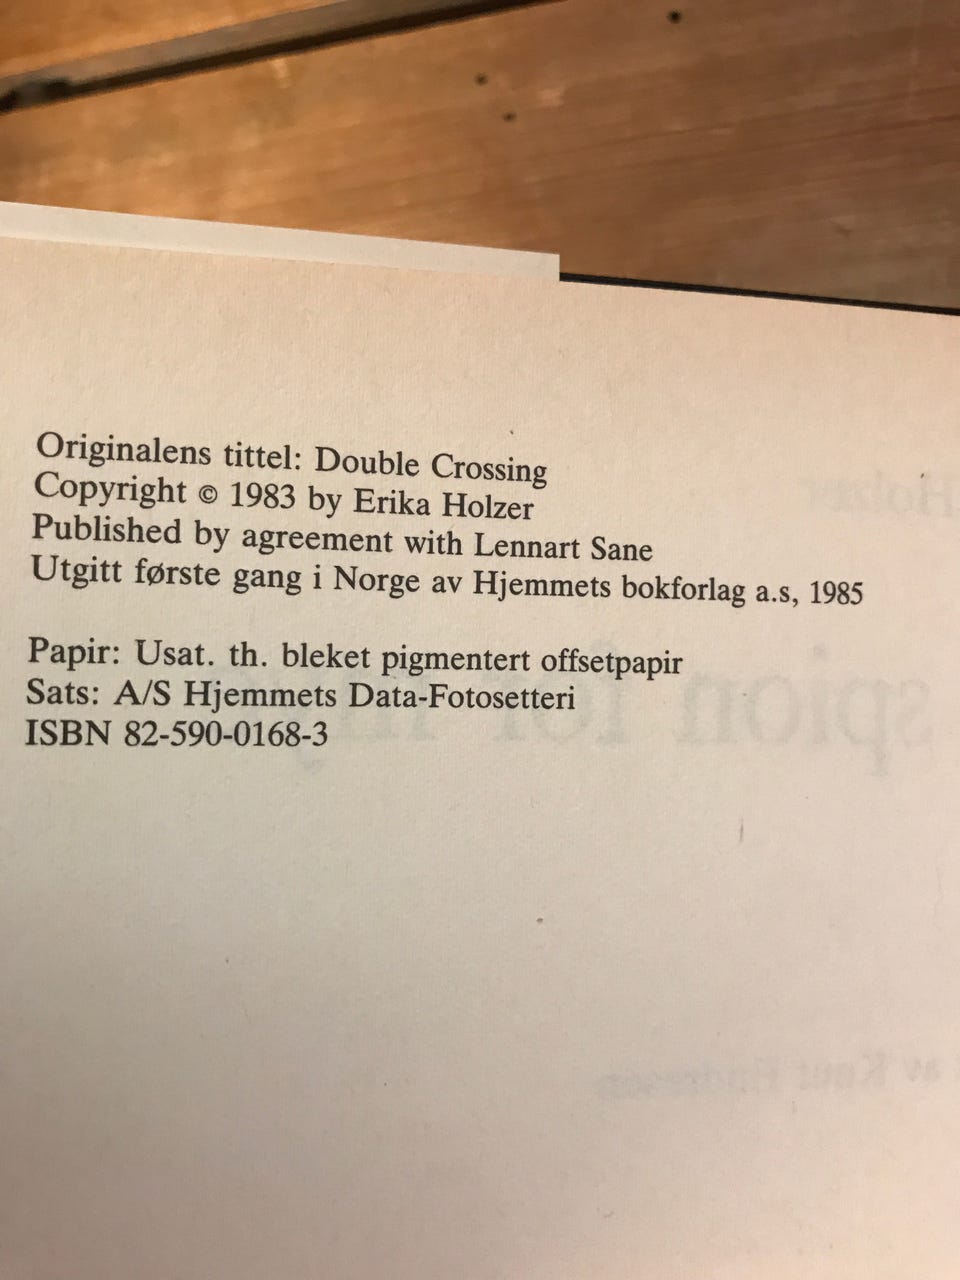 Originalens tittel: Double Crossing
Copyright © 1983 by Erika Holzer
Published by agreement with Lennart Sane
Utgitt første gang i Norge av Hjemmets bokforlag a.s, 1985
Papir: Usat. th. bleket pigmentert offsetpapir
Sats: A/S Hjemmets Data-Fotosetteri
ISBN 82-590-0168-3